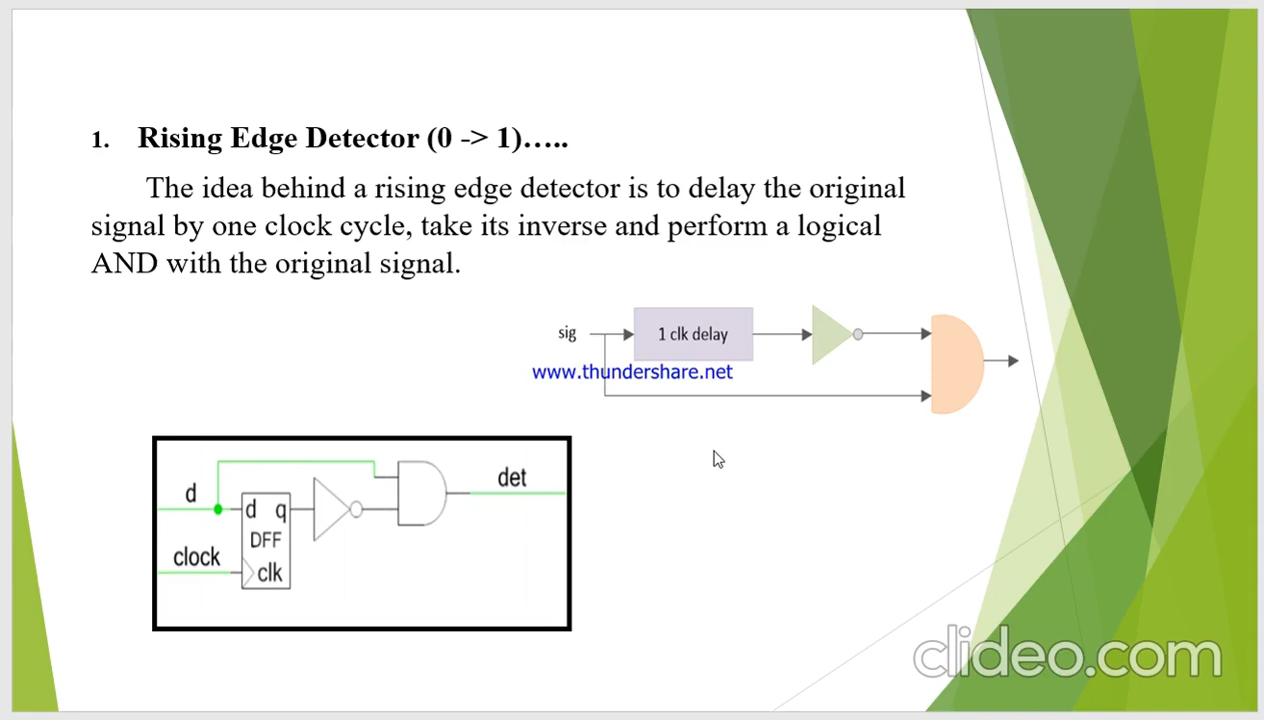 1. Rising Edge Detector (0 -> 1)…..
The idea behind a rising edge detector is to delay the original
signal by one clock cycle, take its inverse and perform a logical
AND with the original signal.
sig
1 clk delay
www.thundershare.net
d
det
d q
DFF
clock
clk
clideo.com